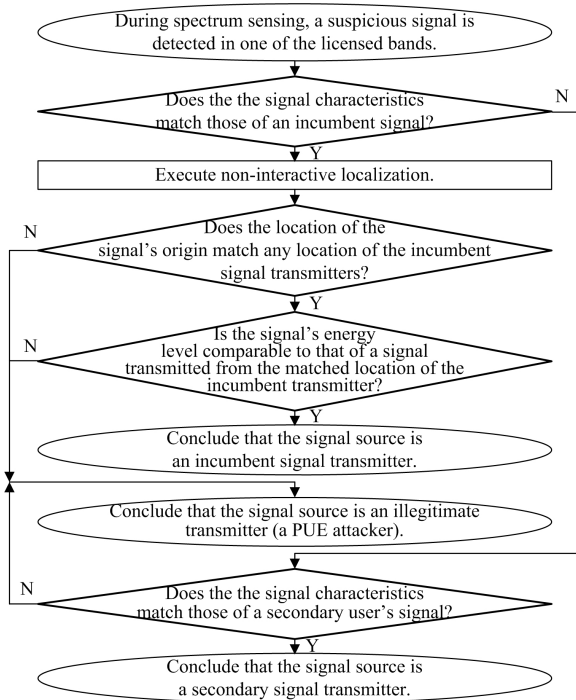 During spectrum sensing, a suspicious signal is
detected in one of the licensed bands.
Does the the signal characteristics
match those of an incumbent signal?
N
Y
Execute non-interactive localization.
Does the location of the
signal's origin match any location of the incumbent
signal transmitters?
N
Y
Is the signal's energy
level comparable to that of a signal
transmitted from the matched location of the
incumbent transmitter?
N
Y
Conclude that the signal source is
an incumbent signal transmitter.
Conclude that the signal source is an illegitimate
transmitter (a PUE attacker).
Does the the signal characteristics
match those of a secondary user's signal?
N
Y
Conclude that the signal source is
a secondary signal transmitter.